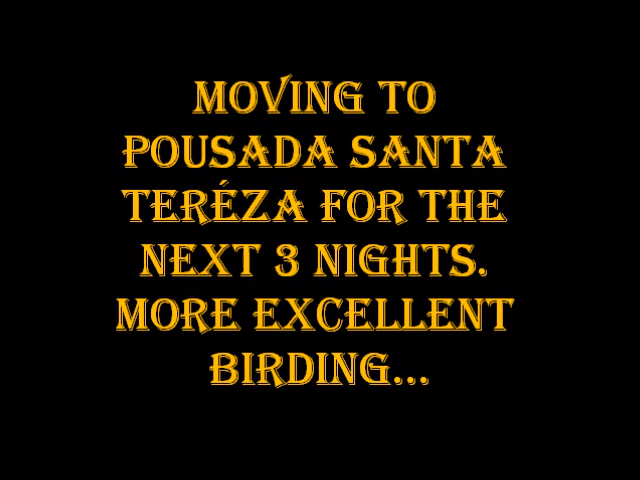 MOVING TO
POUSADA SANTA
TERÉZA FOR THE
NEXT 3 NIGHTS.
MORE EXCELLENT
BIRDING...